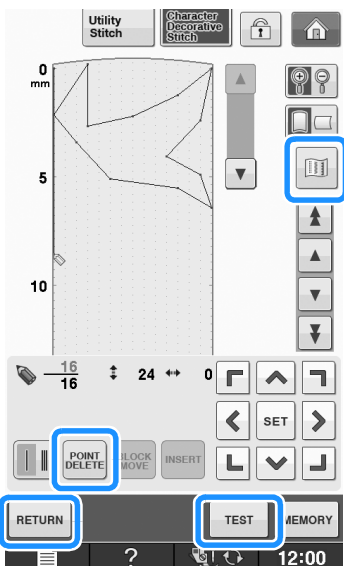 Utility Stitch
Character Decorative Stitch
0
mm
5
10
16
16
24
0
SET
POINT DELETE
BLOCK MOVE
INSERT
RETURN
TEST
MEMORY
?
12:00